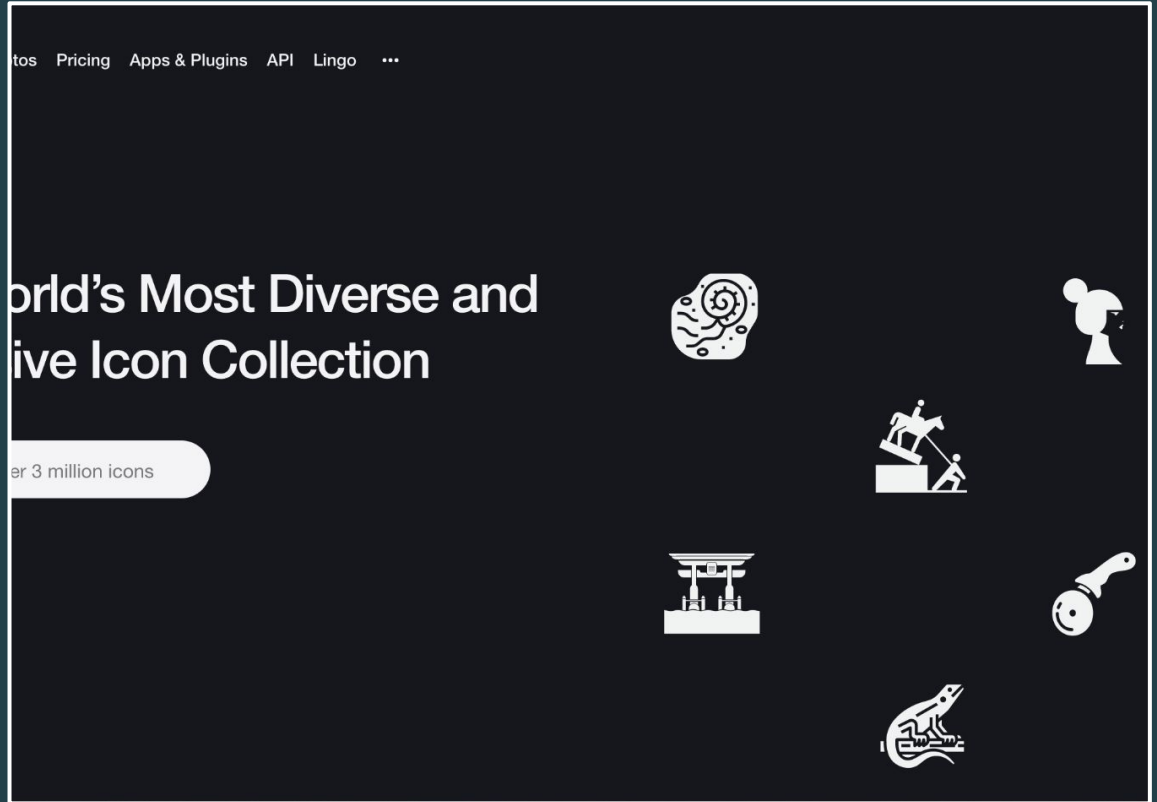 tos Pricing Apps & Plugins API Lingo •••
orld's Most Diverse and
ive Icon Collection
er 3 million icons